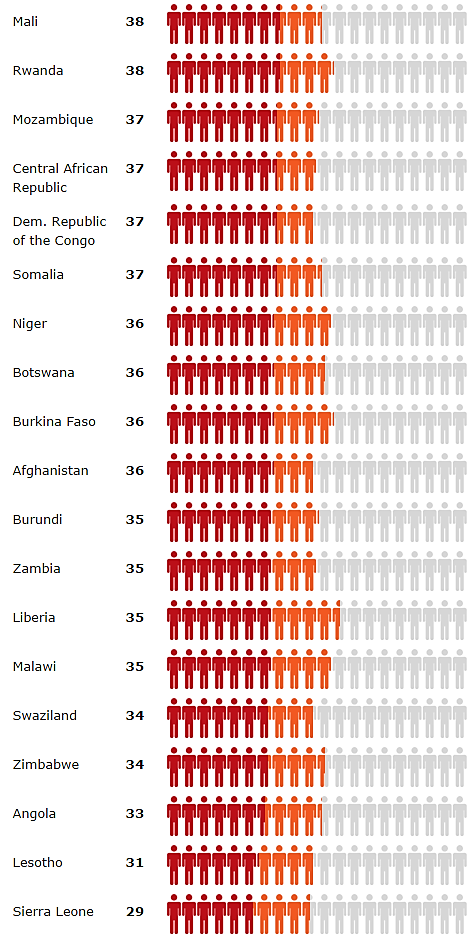 Mali 38
Rwanda 38
Mozambique 37
Central African 37
Republic
Dem. Republic 37
of the Congo
Somalia 37
Niger 36
Botswana 36
Burkina Faso 36
Afghanistan 36
Burundi 35
Zambia 35
Liberia 35
Malawi 35
Swaziland 34
Zimbabwe 34
Angola 33
Lesotho 31
Sierra Leone 29